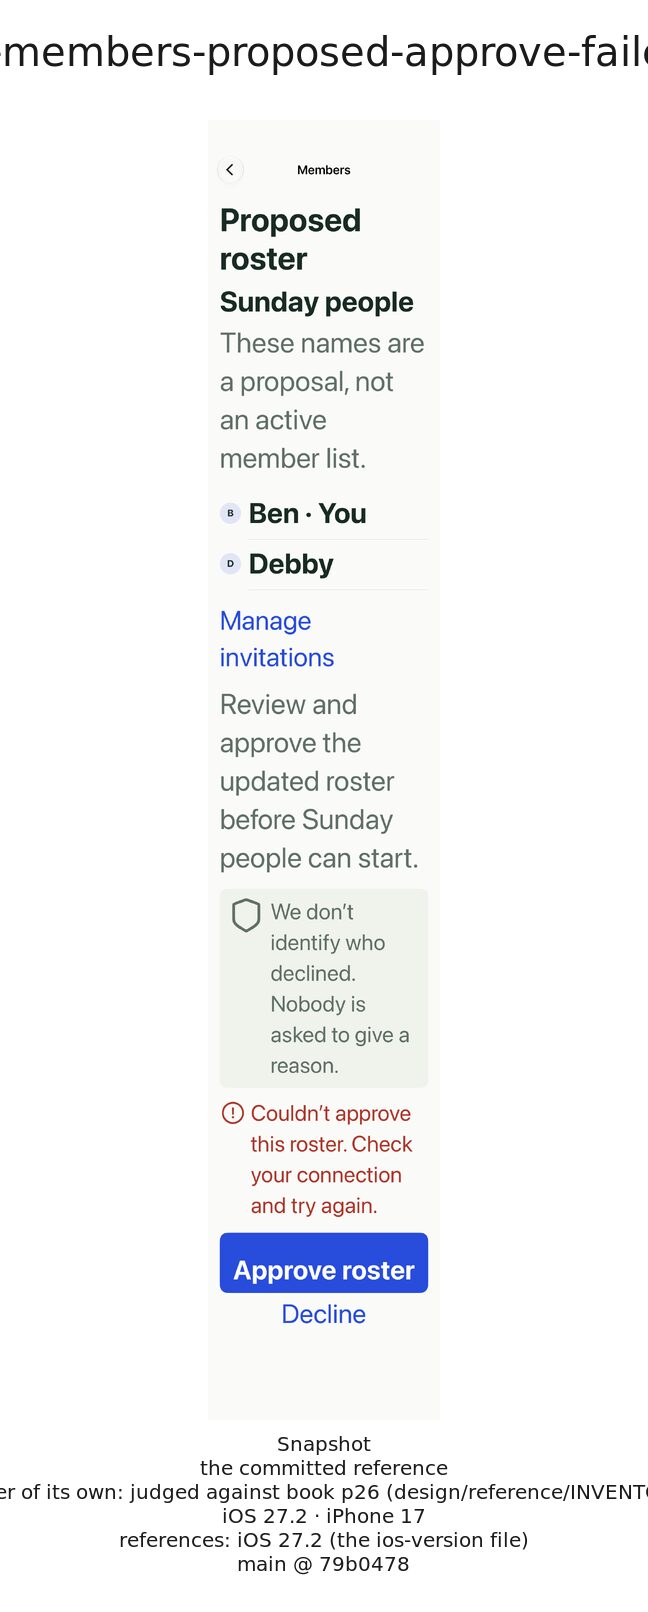 members-proposed-approve-faile
Members
Proposed
roster
Sunday people
These names are
a proposal, not
an active
member list.
B Ben · You
D Debby
Manage
invitations
Review and
approve the
updated roster
before Sunday
people can start.
We don’t
identify who
declined.
Nobody is
asked to give a
reason.
Couldn’t approve
this roster. Check
your connection
and try again.
Approve roster
Decline
Snapshot
the committed reference
er of its own: judged against book p26 (design/reference/INVENTO
iOS 27.2 · iPhone 17
references: iOS 27.2 (the ios-version file)
main @ 79b0478